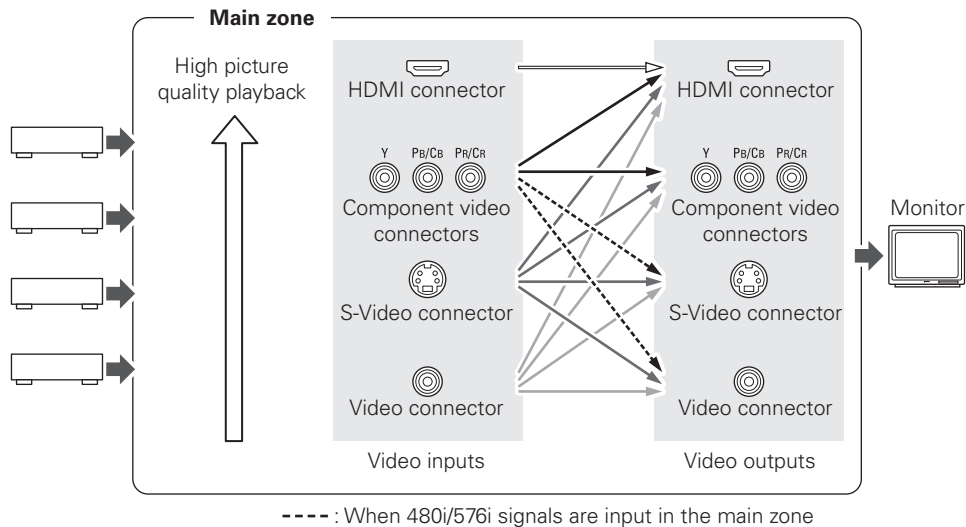 Main zone
High picture
quality playback
HDMI connector
HDMI connector
Y PB/CB PR/CR
Y PB/CB PR/CR
Component video
connectors
Component video
connectors
Monitor
S-Video connector
S-Video connector
Video connector
Video connector
Video inputs
Video outputs
---- : When 480i/576i signals are input in the main zone